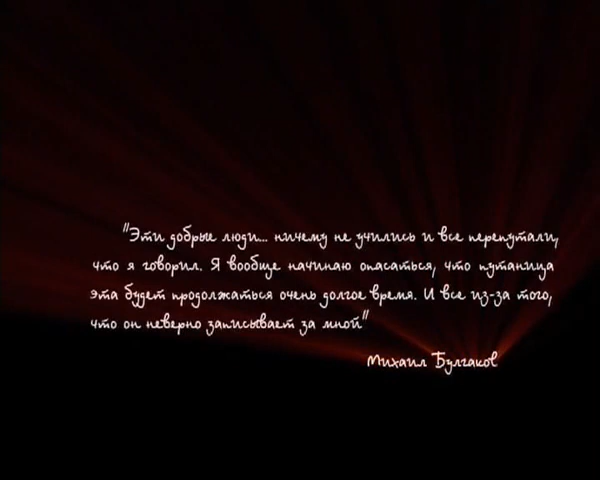 "Эти добрые люди... ничему не учились и все перепутали,
что я говорил. Я вообще начинаю опасаться, что путаница
эта будет продолжаться очень долгое время. И все из-за того,
что он неверно записывает за мной"
Михаил Булгаков